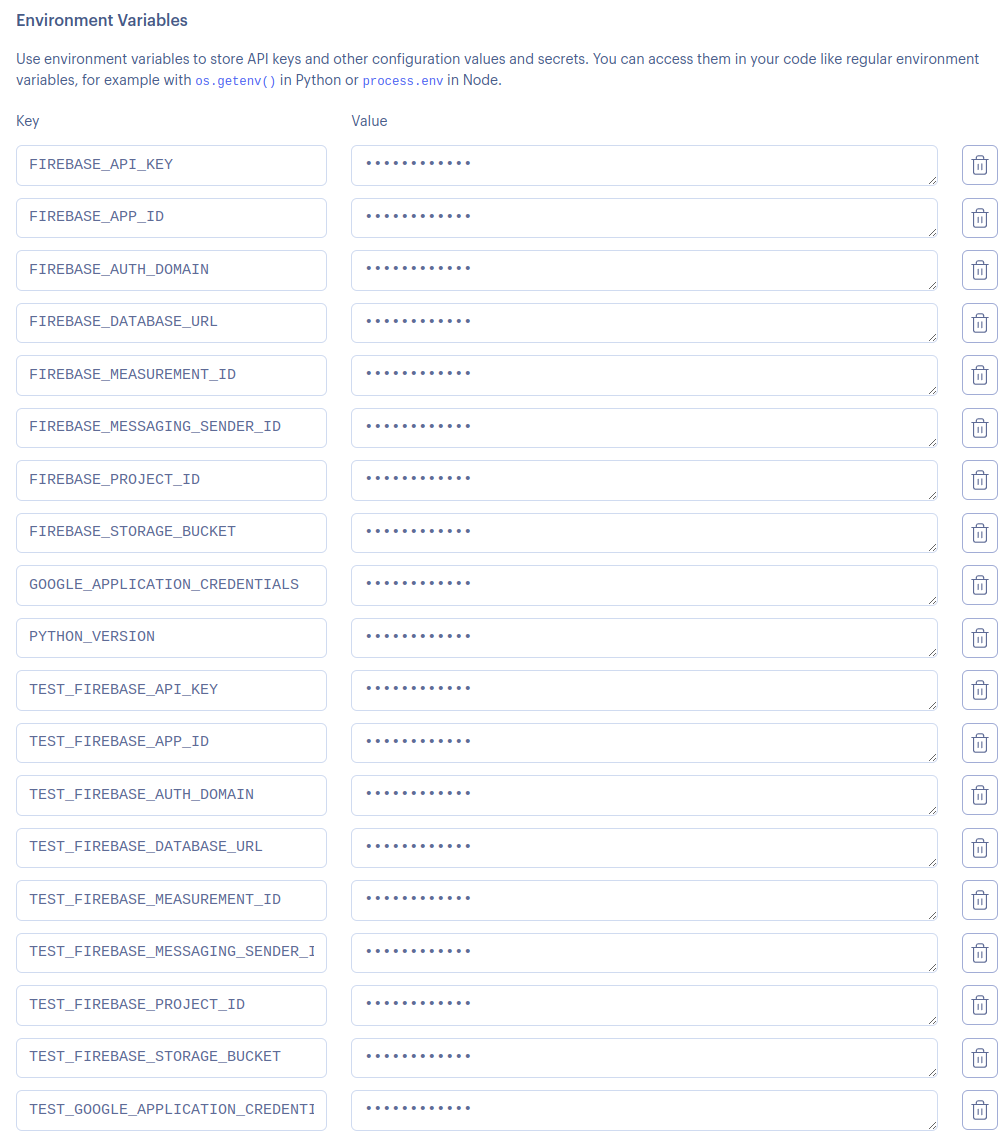 Environment Variables
Use environment variables to store API keys and other configuration values and secrets. You can access them in your code like regular environment
variables, for example with os.getenv() in Python or process.env in Node.
Key Value
FIREBASE_API_KEY ••••••••••••
FIREBASE_APP_ID ••••••••••••
FIREBASE_AUTH_DOMAIN ••••••••••••
FIREBASE_DATABASE_URL ••••••••••••
FIREBASE_MEASUREMENT_ID ••••••••••••
FIREBASE_MESSAGING_SENDER_ID ••••••••••••
FIREBASE_PROJECT_ID ••••••••••••
FIREBASE_STORAGE_BUCKET ••••••••••••
GOOGLE_APPLICATION_CREDENTIALS ••••••••••••
PYTHON_VERSION ••••••••••••
TEST_FIREBASE_API_KEY ••••••••••••
TEST_FIREBASE_APP_ID ••••••••••••
TEST_FIREBASE_AUTH_DOMAIN ••••••••••••
TEST_FIREBASE_DATABASE_URL ••••••••••••
TEST_FIREBASE_MEASUREMENT_ID ••••••••••••
TEST_FIREBASE_MESSAGING_SENDER_I ••••••••••••
TEST_FIREBASE_PROJECT_ID ••••••••••••
TEST_FIREBASE_STORAGE_BUCKET ••••••••••••
TEST_GOOGLE_APPLICATION_CREDENTI ••••••••••••